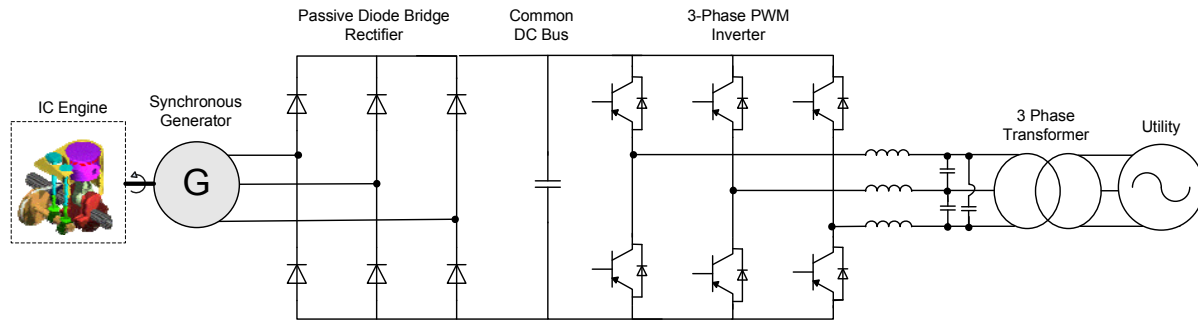 Passive Diode Bridge
Rectifier
Common
DC Bus
3-Phase PWM
Inverter
IC Engine
Synchronous
Generator
3 Phase
Transformer
Utility
G